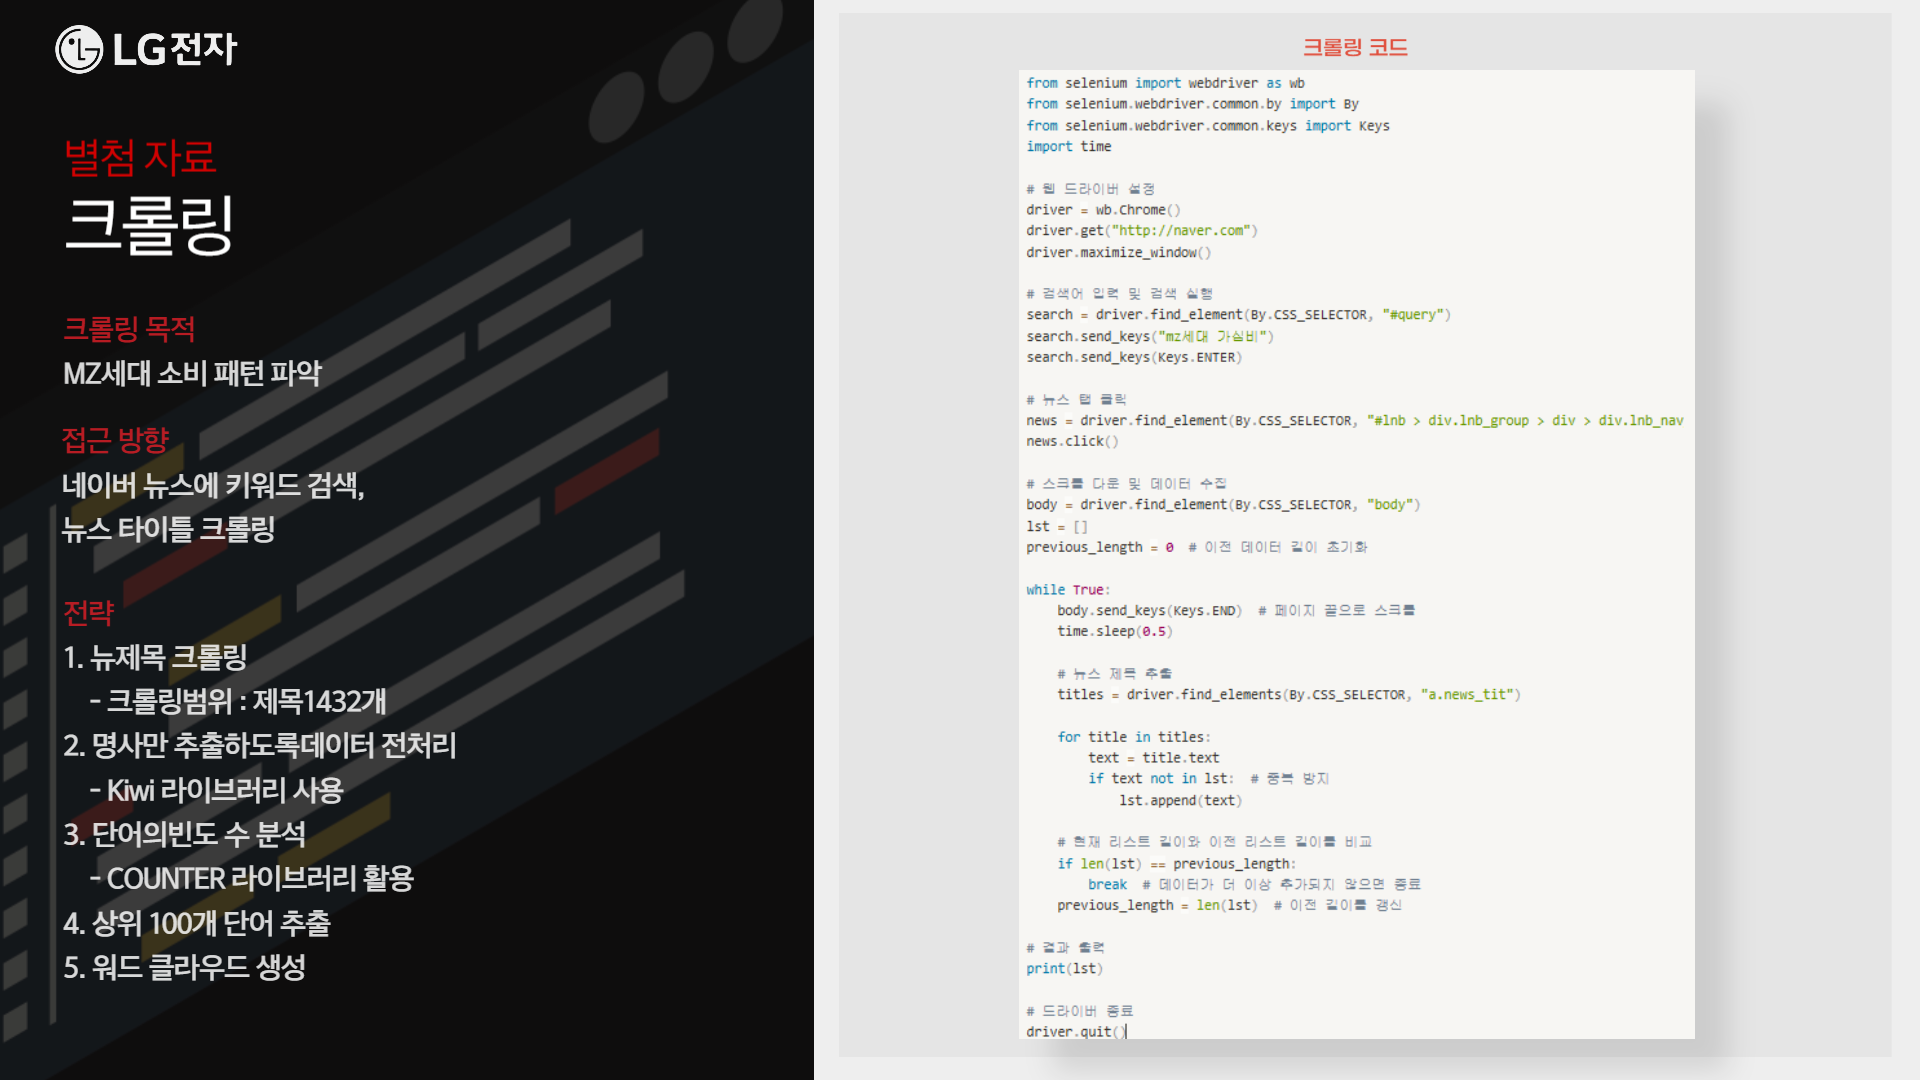 LG전자
별첨 자료
크롤링
크롤링 목적
MZ세대 소비 패턴 파악
접근 방향
네이버 뉴스에 키워드 검색,
뉴스 타이틀 크롤링
전략
1. 뉴제목 크롤링
- 크롤링범위 : 제목1432개
2. 명사만 추출하도록데이터 전처리
- Kiwi 라이브러리 사용
3. 단어의빈도 수 분석
- COUNTER 라이브러리 활용
4. 상위 100개 단어 추출
5. 워드 클라우드 생성
크롤링 코드
from selenium import webdriver as wb
from selenium.webdriver.common.by import By
from selenium.webdriver.common.keys import Keys
import time
# 웹 드라이버 설정
driver = wb.Chrome()
driver.get("http://naver.com")
driver.maximize_window()
# 검색어 입력 및 검색 실행
search = driver.find_element(By.CSS_SELECTOR, "#query")
search.send_keys("mz세대 가심비")
search.send_keys(Keys.ENTER)
# 뉴스 탭 클릭
news = driver.find_element(By.CSS_SELECTOR, "#lnb > div.lnb_group > div > div.lnb_nav
news.click()
# 스크롤 다운 및 데이터 수집
body = driver.find_element(By.CSS_SELECTOR, "body")
lst = []
previous_length = 0  # 이전 데이터 길이 초기화
while True:
    body.send_keys(Keys.END)  # 페이지 끝으로 스크롤
    time.sleep(0.5)
    # 뉴스 제목 추출
    titles = driver.find_elements(By.CSS_SELECTOR, "a.news_tit")
    for title in titles:
        text = title.text
        if text not in lst:  # 중복 방지
            lst.append(text)
    # 현재 리스트 길이와 이전 리스트 길이를 비교
    if len(lst) == previous_length:
        break  # 데이터가 더 이상 추가되지 않으면 종료
    previous_length = len(lst)  # 이전 길이를 갱신
# 결과 출력
print(lst)
# 드라이버 종료
driver.quit()